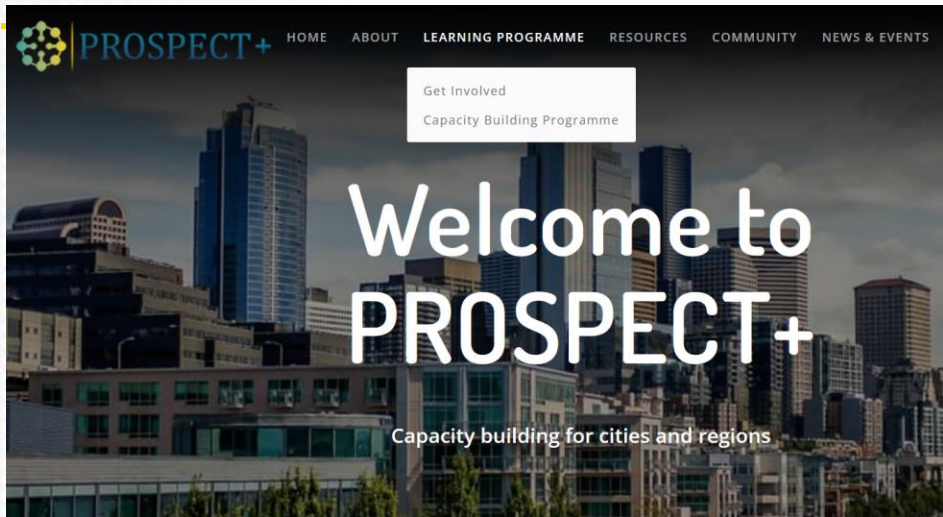 PROSPECT+
HOME ABOUT LEARNING PROGRAMME RESOURCES COMMUNITY NEWS & EVENTS
Get Involved
Capacity Building Programme
Welcome to
PROSPECT+
Capacity building for cities and regions